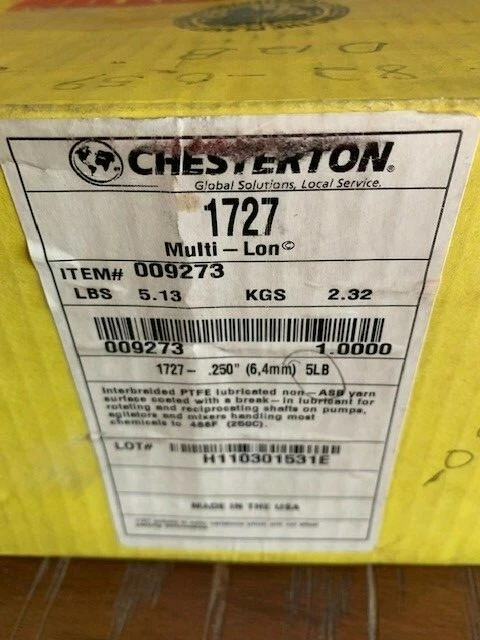 CHESTERTON®
Global Solutions, Local Service.
1727
Multi-Lon©
ITEM# 009273
LBS 5.13 KGS 2.32
009273 1.0000
1727- .250" (6,4mm) 5LB
Interbraided PTFE lubricated non-ASB yarn
surface coated with a break-in lubricant for
rotating and reciprocating shafts on pumps,
agitators and mixers handling most
chemicals to (260C).
LOT# H110301531E
MADE IN THE USA